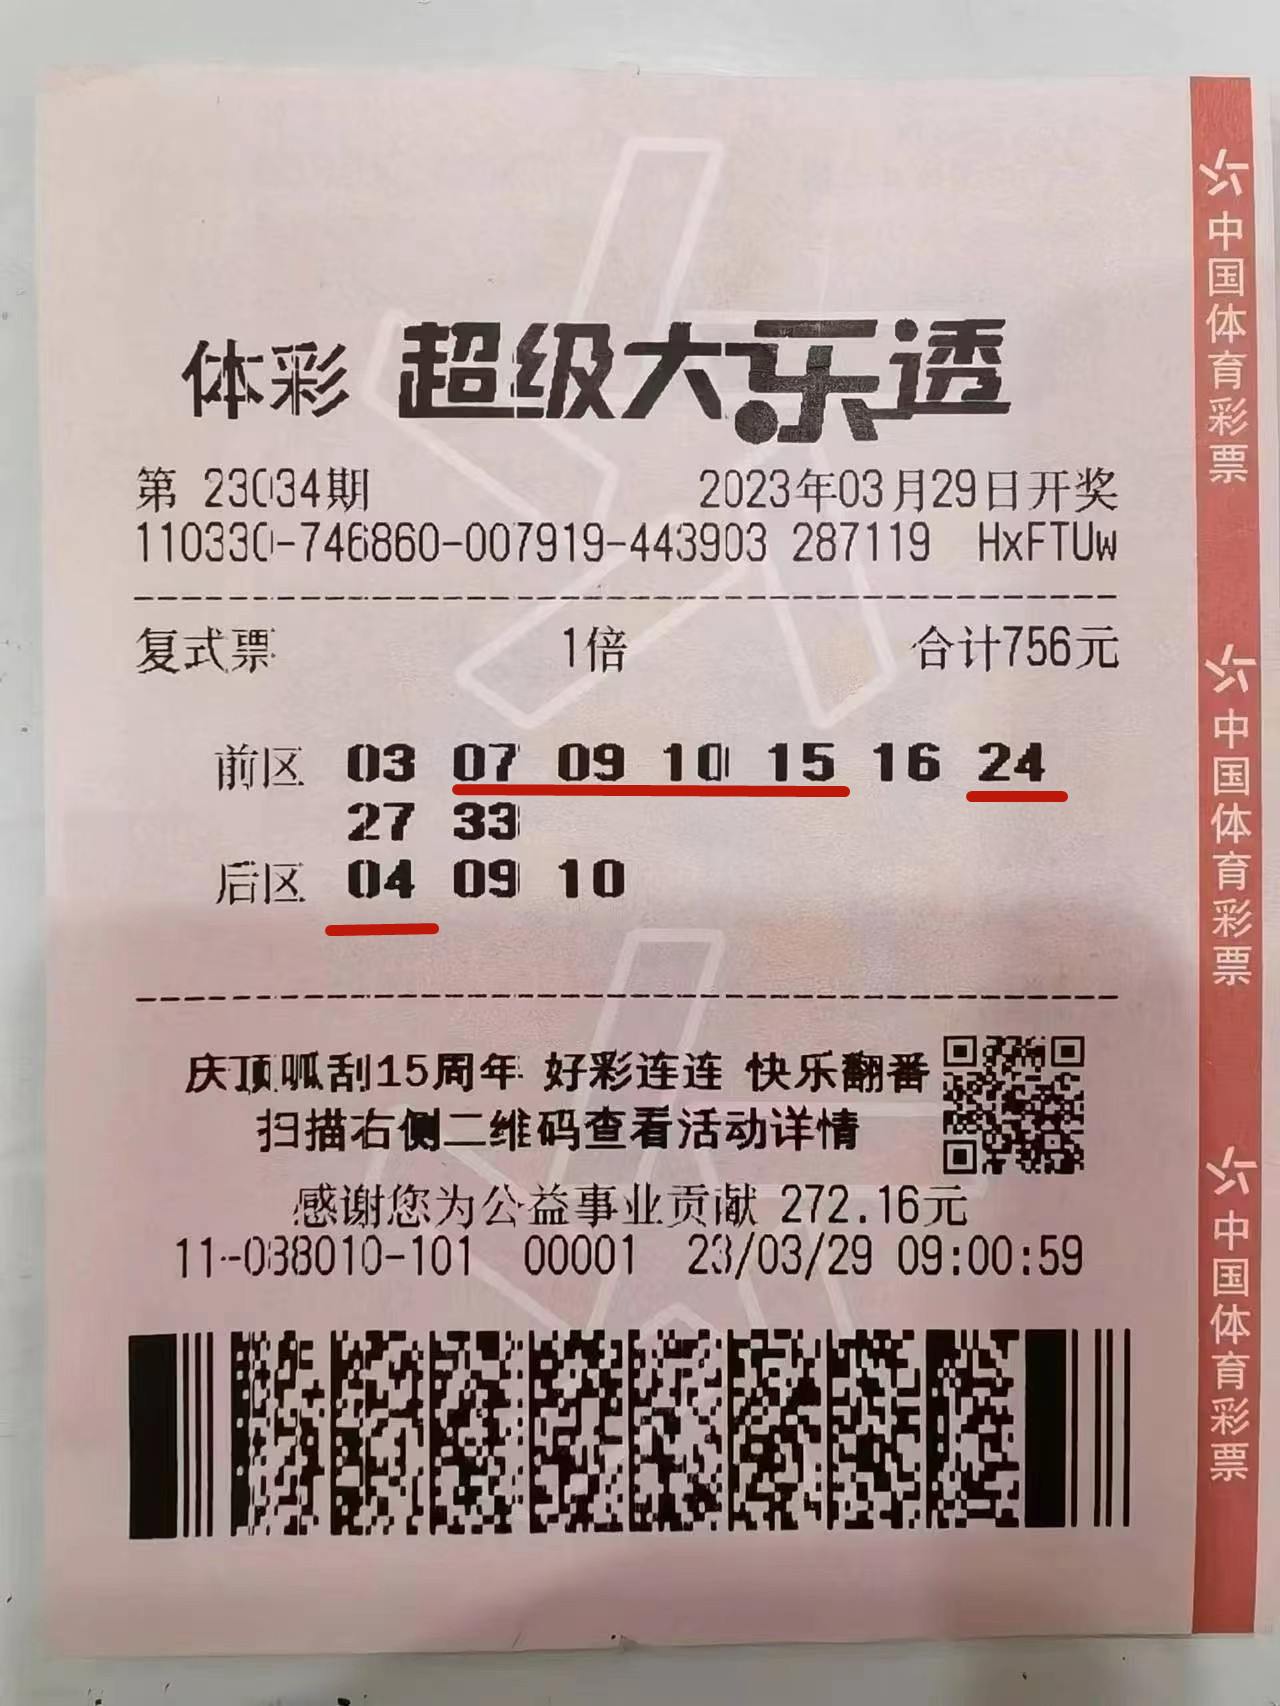 体彩 超级大乐透
第 23034期 2023年03月29日开奖
110330-746860-007919-443903 287119 HxFTUw
复式票 1倍 合计756元
前区 03 07 09 10 15 16 24
27 33
后区 04 09 10
庆顶呱刮15周年 好彩连连 快乐翻番
扫描右侧二维码查看活动详情
感谢您为公益事业贡献 272.16元
11-088010-101 00001 23/03/29 09:00:59
中国体育彩票
中国体育彩票
中国体育彩票